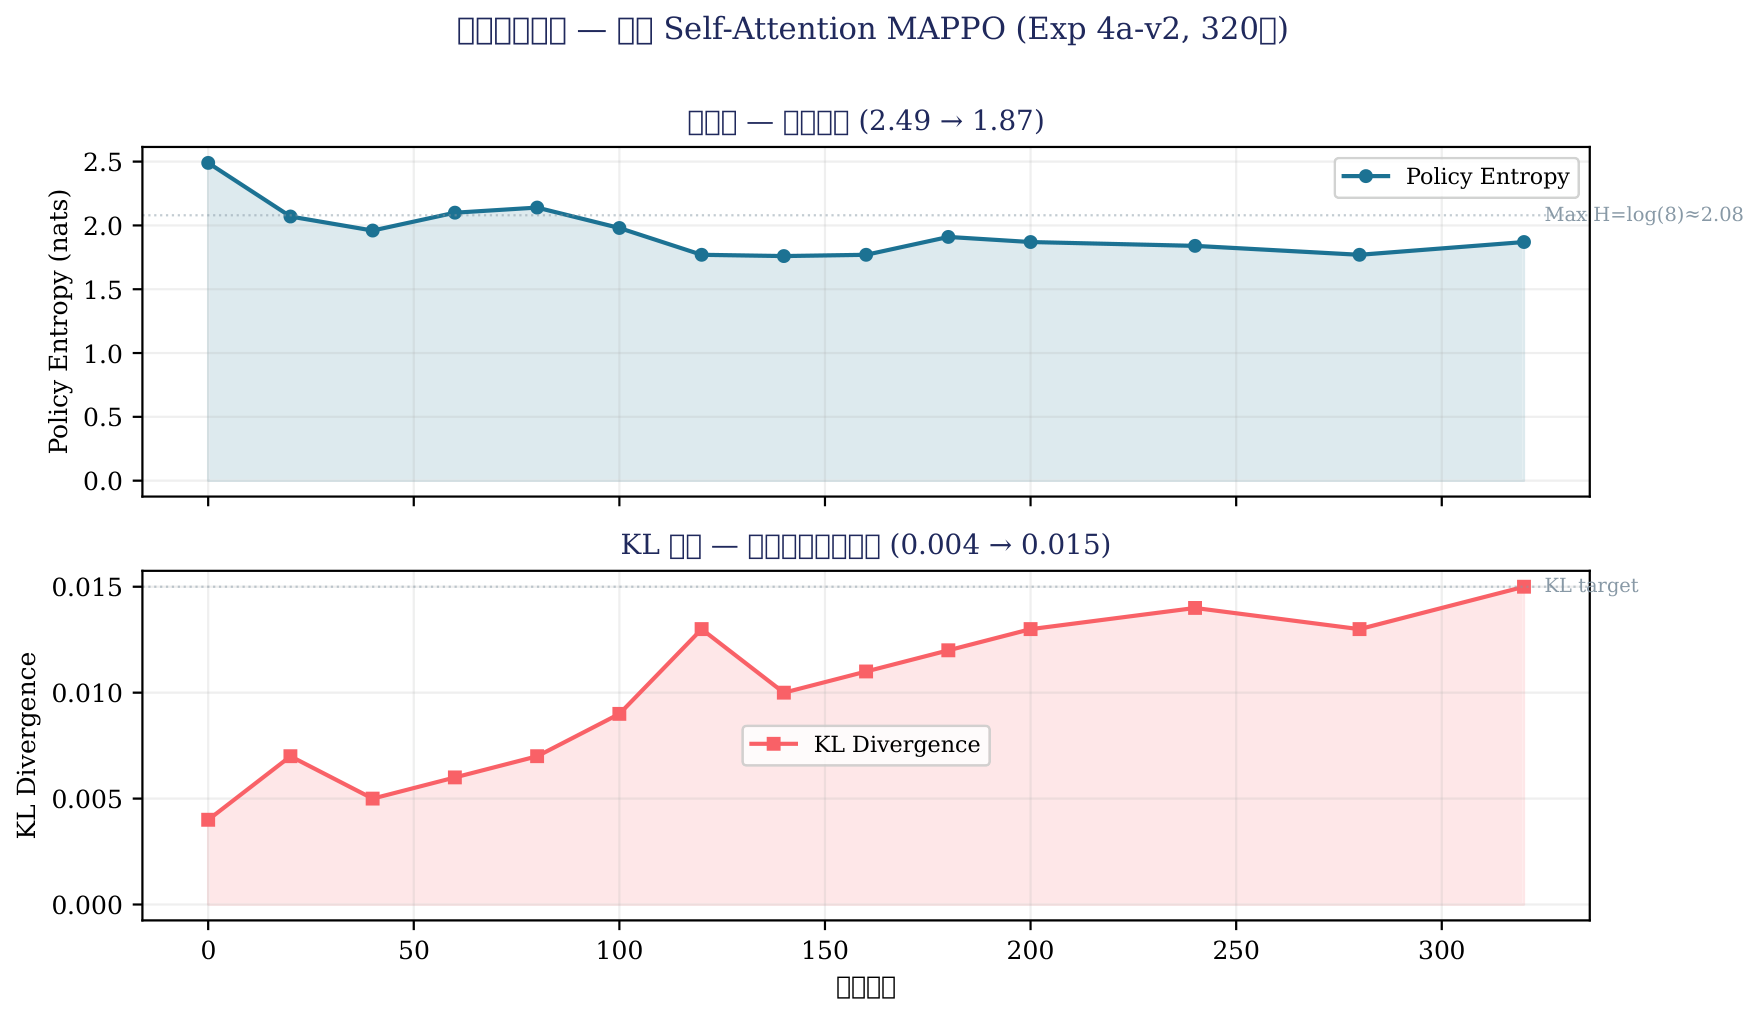 — Self-Attention MAPPO (Exp 4a-v2, 320)
— (2.49 → 1.87)
Policy Entropy (nats)
2.5
2.0
1.5
1.0
0.5
0.0
Policy Entropy
Max H=log(8)≈2.08
KL — (0.004 → 0.015)
KL Divergence
0.015
0.010
0.005
0.000
KL target
KL Divergence
0 50 100 150 200 250 300